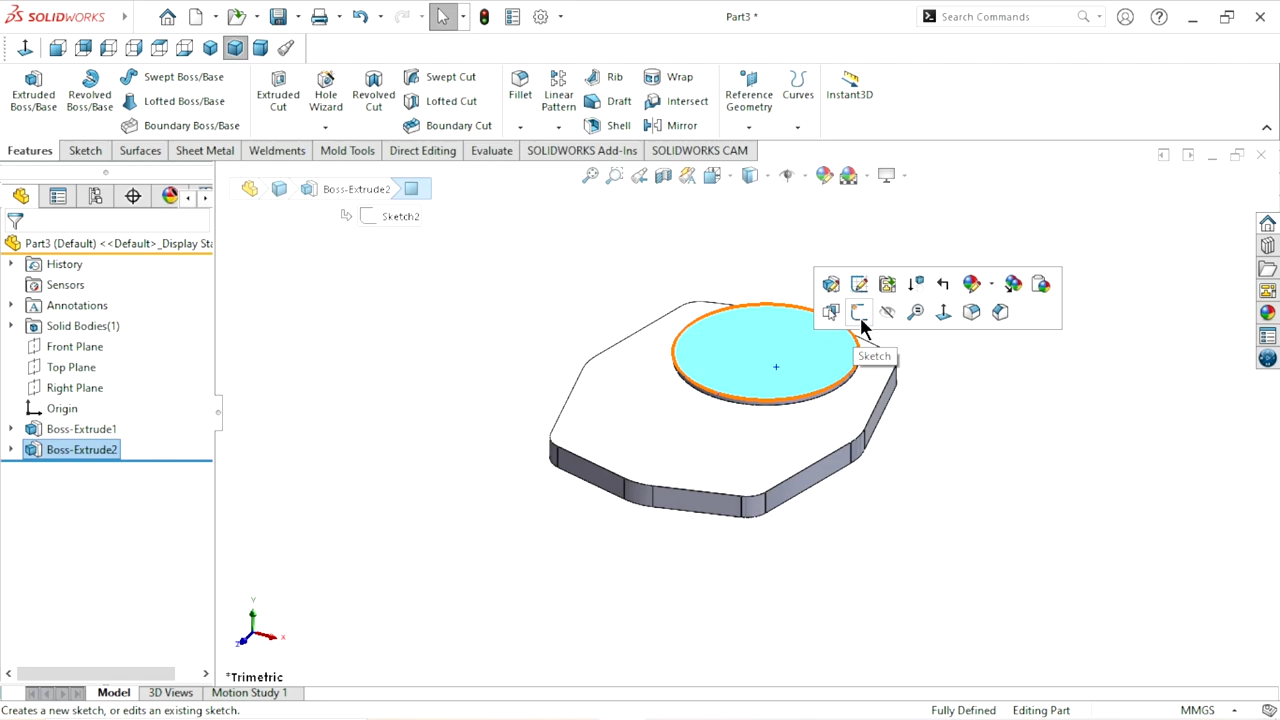 SOLIDWORKS
Part3 *
Search Commands
Extruded Boss/Base
Revolved Boss/Base
Swept Boss/Base
Lofted Boss/Base
Boundary Boss/Base
Extruded Cut
Hole Wizard
Revolved Cut
Swept Cut
Lofted Cut
Boundary Cut
Fillet
Linear Pattern
Rib
Draft
Shell
Wrap
Intersect
Mirror
Reference Geometry
Curves
Instant3D
Features
Sketch
Surfaces
Sheet Metal
Weldments
Mold Tools
Direct Editing
Evaluate
SOLIDWORKS Add-Ins
SOLIDWORKS CAM
Boss-Extrude2
Sketch2
Part3 (Default) <<Default>_Display Sta
History
Sensors
Annotations
Solid Bodies(1)
Front Plane
Top Plane
Right Plane
Origin
Boss-Extrude1
Boss-Extrude2
Sketch
Y
X
Z
*Trimetric
Model
3D Views
Motion Study 1
Creates a new sketch, or edits an existing sketch.
Fully Defined
Editing Part
MMGS